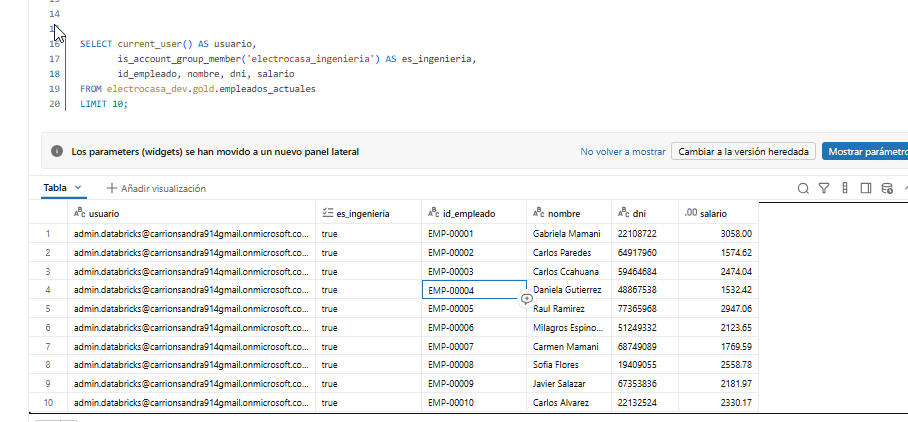 14
16 SELECT current_user() AS usuario,
17 is_account_group_member('electrocasa_ingenieria') AS es_ingenieria,
18 id_empleado, nombre, dni, salario
19 FROM electrocasa_dev.gold.empleados_actuales
20 LIMIT 10;
Los parameters (widgets) se han movido a un nuevo panel lateral No volver a mostrar Cambiar a la versión heredada Mostrar parámetro
Tabla + Añadir visualización
usuario es_ingenieria id_empleado nombre dni .00 salario
1 admin.databricks@carrionsandra914gmail.onmicrosoft.co... true EMP-00001 Gabriela Mamani 22108722 3058.00
2 admin.databricks@carrionsandra914gmail.onmicrosoft.co... true EMP-00002 Carlos Paredes 64917960 1574.62
3 admin.databricks@carrionsandra914gmail.onmicrosoft.co... true EMP-00003 Carlos Ccahuana 59464684 2474.04
4 admin.databricks@carrionsandra914gmail.onmicrosoft.co... true EMP-00004 Daniela Gutierrez 48867538 1532.42
5 admin.databricks@carrionsandra914gmail.onmicrosoft.co... true EMP-00005 Raul Ramirez 77365968 2947.06
6 admin.databricks@carrionsandra914gmail.onmicrosoft.co... true EMP-00006 Milagros Espino... 51249332 2123.65
7 admin.databricks@carrionsandra914gmail.onmicrosoft.co... true EMP-00007 Carmen Mamani 68749089 1769.59
8 admin.databricks@carrionsandra914gmail.onmicrosoft.co... true EMP-00008 Sofia Flores 19409055 2558.78
9 admin.databricks@carrionsandra914gmail.onmicrosoft.co... true EMP-00009 Javier Salazar 67353836 2181.97
10 admin.databricks@carrionsandra914gmail.onmicrosoft.co... true EMP-00010 Carlos Alvarez 22132524 2330.17